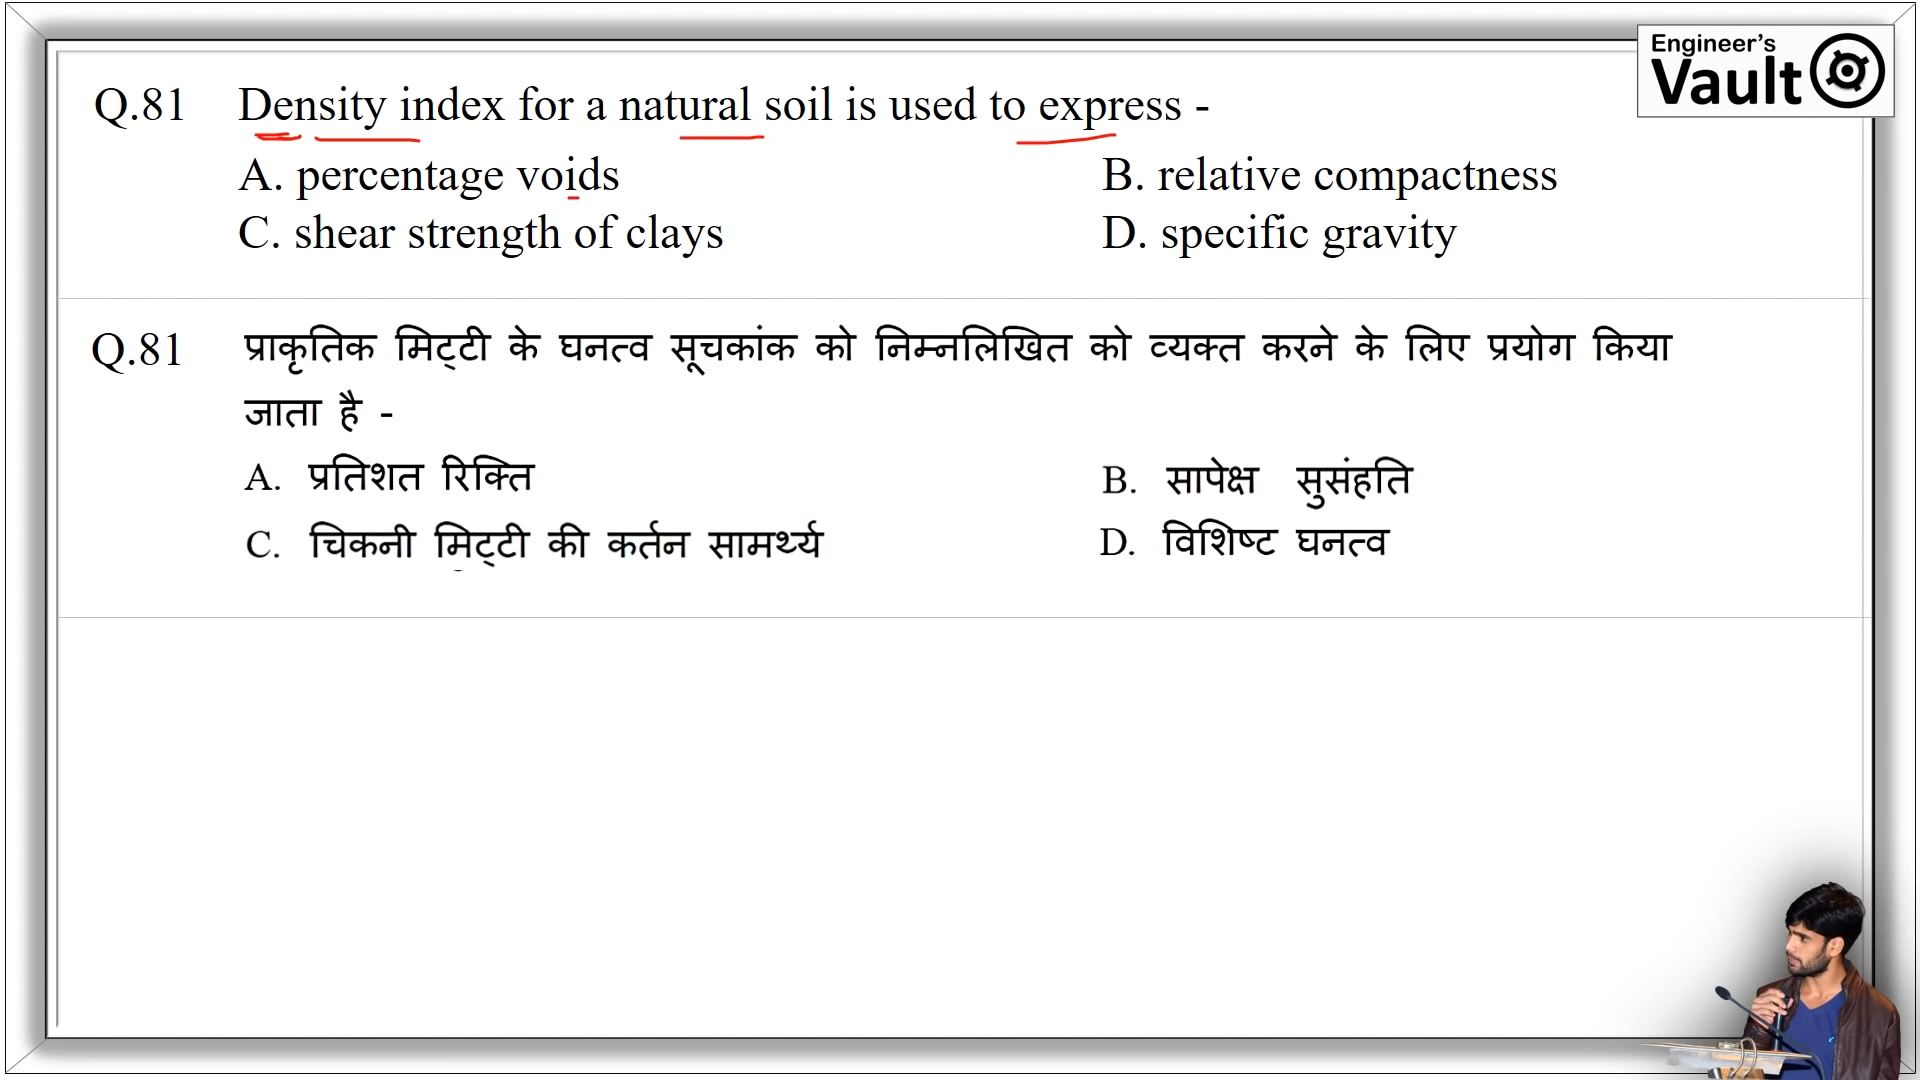 Engineer's
Vault
Q.81 Density index for a natural soil is used to express -
A. percentage voids B. relative compactness
C. shear strength of clays D. specific gravity
Q.81 प्राकृतिक मिट्टी के घनत्व सूचकांक को निम्नलिखित को व्यक्त करने के लिए प्रयोग किया
जाता है -
A. प्रतिशत रिक्ति B. सापेक्ष सुसंहति
C. चिकनी मिट्टी की कर्तन सामर्थ्य D. विशिष्ट घनत्व